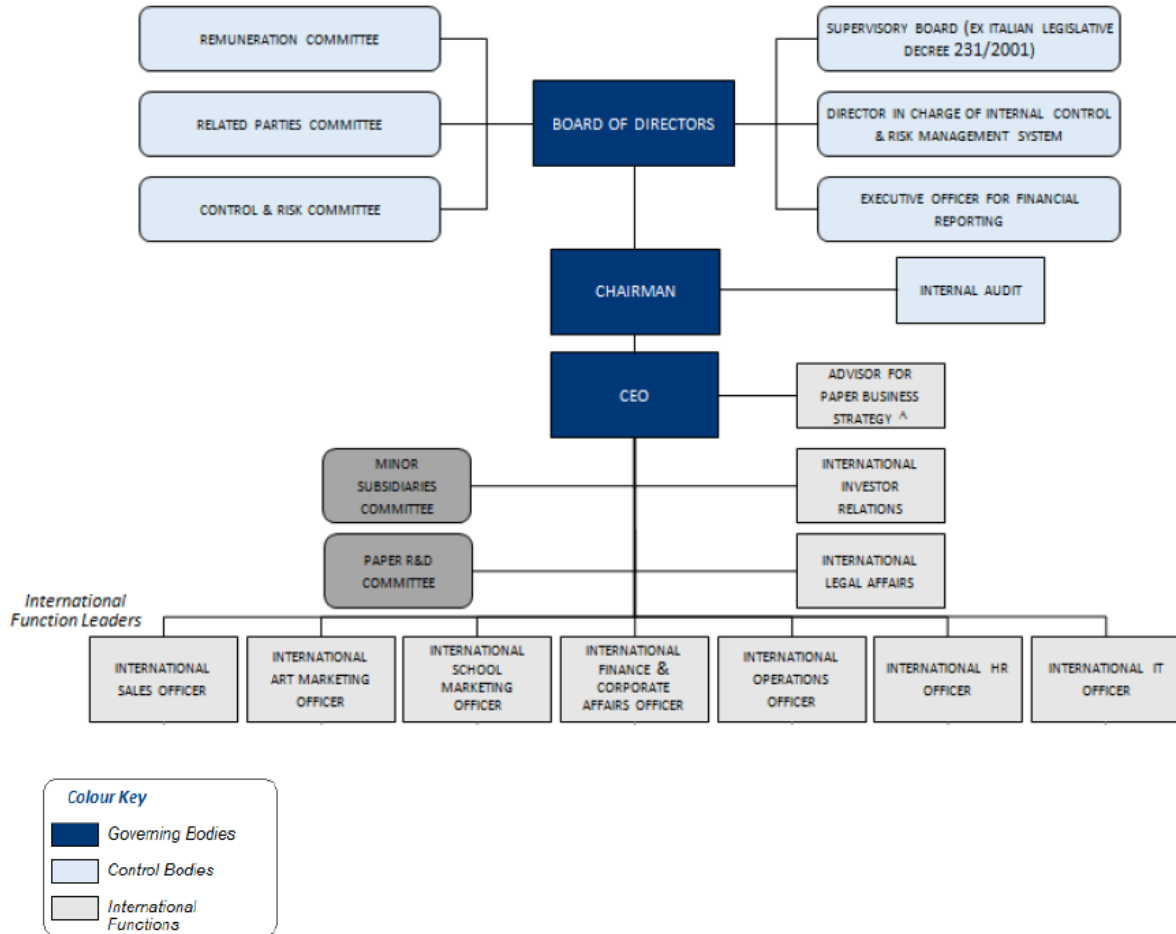 REMUNERATION COMMITTEE
SUPERVISORY BOARD (EX ITALIAN LEGISLATIVE
DECREE 231/2001)
RELATED PARTIES COMMITTEE
BOARD OF DIRECTORS
DIRECTOR IN CHARGE OF INTERNAL CONTROL
& RISK MANAGEMENT SYSTEM
CONTROL & RISK COMMITTEE
EXECUTIVE OFFICER FOR FINANCIAL
REPORTING
CHAIRMAN
INTERNAL AUDIT
CEO
ADVISOR FOR
PAPER BUSINESS
STRATEGY ^
MINOR
SUBSIDIARIES
COMMITTEE
INTERNATIONAL
INVESTOR
RELATIONS
PAPER R&D
COMMITTEE
INTERNATIONAL
LEGAL AFFAIRS
International
Function Leaders
INTERNATIONAL
SALES OFFICER
INTERNATIONAL
ART MARKETING
OFFICER
INTERNATIONAL
SCHOOL
MARKETING
OFFICER
INTERNATIONAL
FINANCE &
CORPORATE
AFFAIRS OFFICER
INTERNATIONAL
OPERATIONS
OFFICER
INTERNATIONAL HR
OFFICER
INTERNATIONAL IT
OFFICER
Colour Key
Governing Bodies
Control Bodies
International
Functions